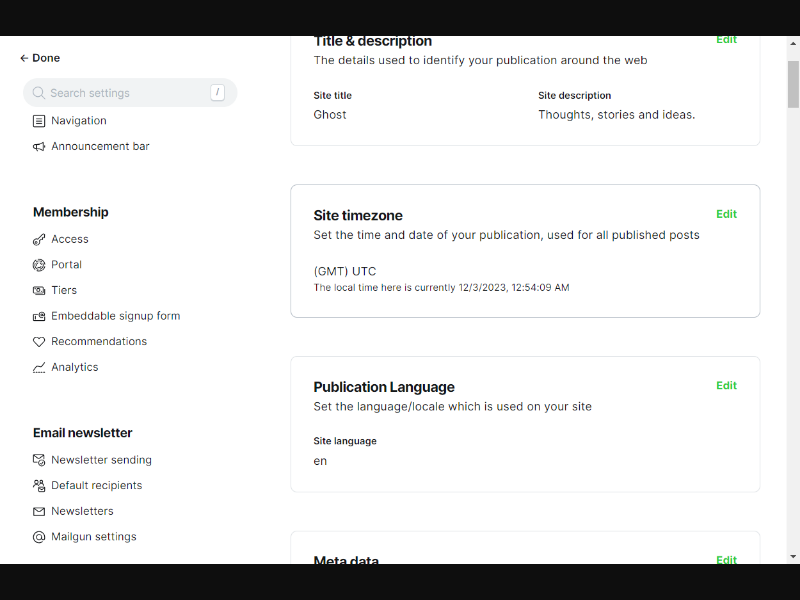 Done
Search settings
/
Navigation
Announcement bar
Membership
Access
Portal
Tiers
Embeddable signup form
Recommendations
Analytics
Email newsletter
Newsletter sending
Default recipients
Newsletters
Mailgun settings
Title & description
Edit
The details used to identify your publication around the web
Site title
Site description
Ghost
Thoughts, stories and ideas.
Site timezone
Edit
Set the time and date of your publication, used for all published posts
(GMT) UTC
The local time here is currently 12/3/2023, 12:54:09 AM
Publication Language
Edit
Set the language/locale which is used on your site
Site language
en
Meta data
Edit